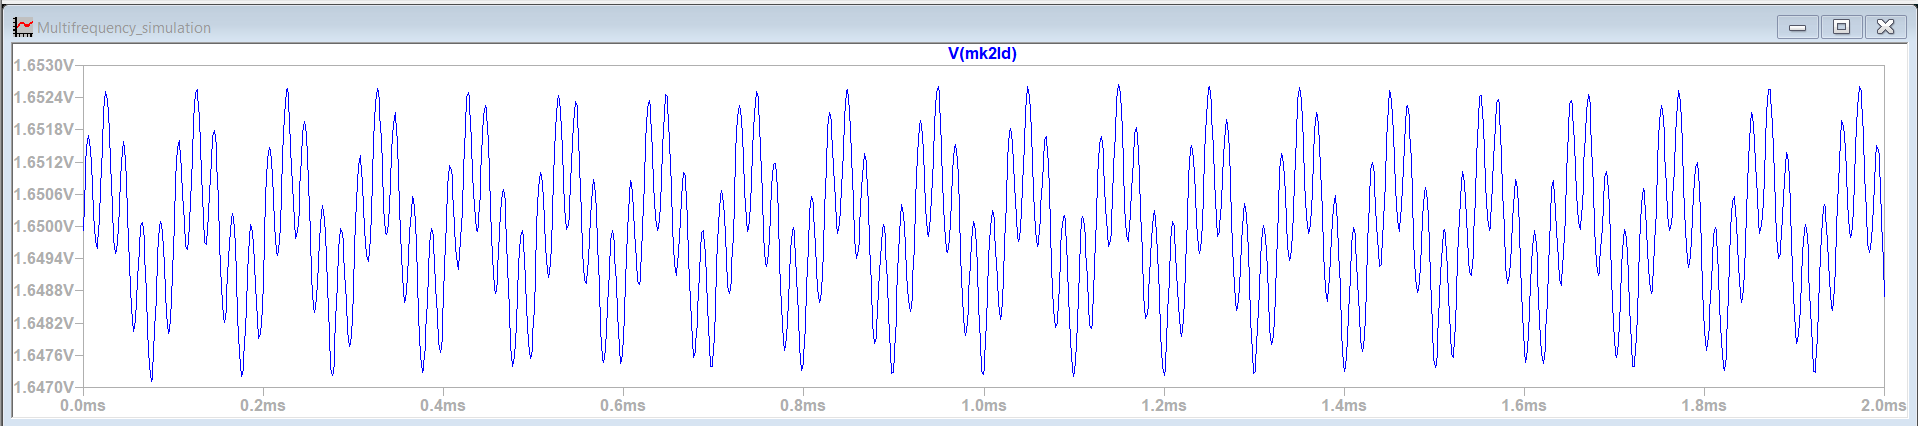 Multifrequency_simulation
V(mk2ld)
1.6530V
1.6524V
1.6518V
1.6512V
1.6506V
1.6500V
1.6494V
1.6488V
1.6482V
1.6476V
1.6470V
0.0ms 0.2ms 0.4ms 0.6ms 0.8ms 1.0ms 1.2ms 1.4ms 1.6ms 1.8ms 2.0ms